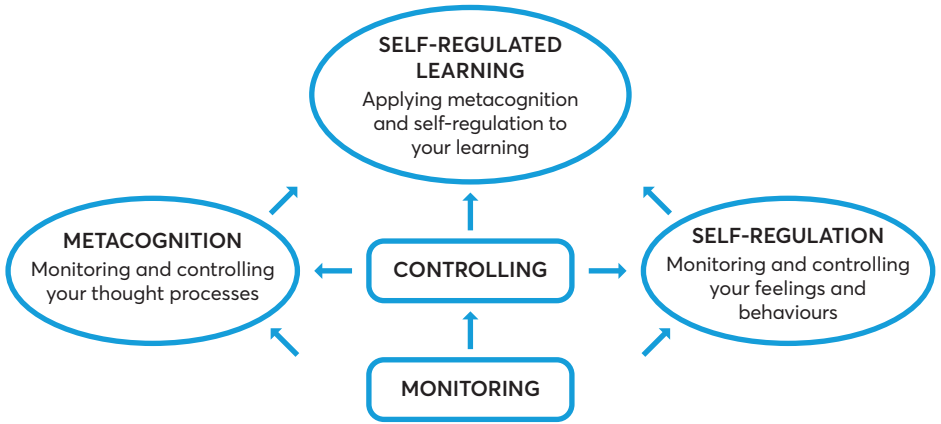 SELF-REGULATED
LEARNING
Applying metacognition
and self-regulation to
your learning
METACOGNITION
Monitoring and controlling
your thought processes
CONTROLLING
SELF-REGULATION
Monitoring and controlling
your feelings and
behaviours
MONITORING